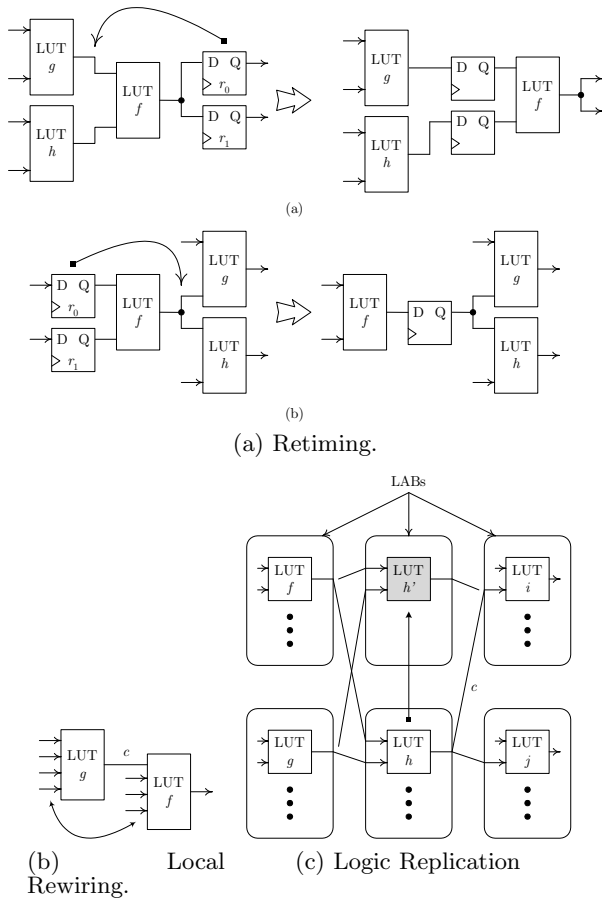 LUT
g
LUT
h
LUT
f
D Q
r0
D Q
r1
LUT
g
LUT
h
D Q
D Q
LUT
f
(a)
D Q
r0
D Q
r1
LUT
f
LUT
g
LUT
h
LUT
f
D Q
LUT
g
LUT
h
(b)
(a) Retiming.
LABs
LUT
f
LUT
h'
LUT
i
c
LUT
g
LUT
h
LUT
j
LUT
g
c
LUT
f
(b) Local
Rewiring.
(c) Logic Replication